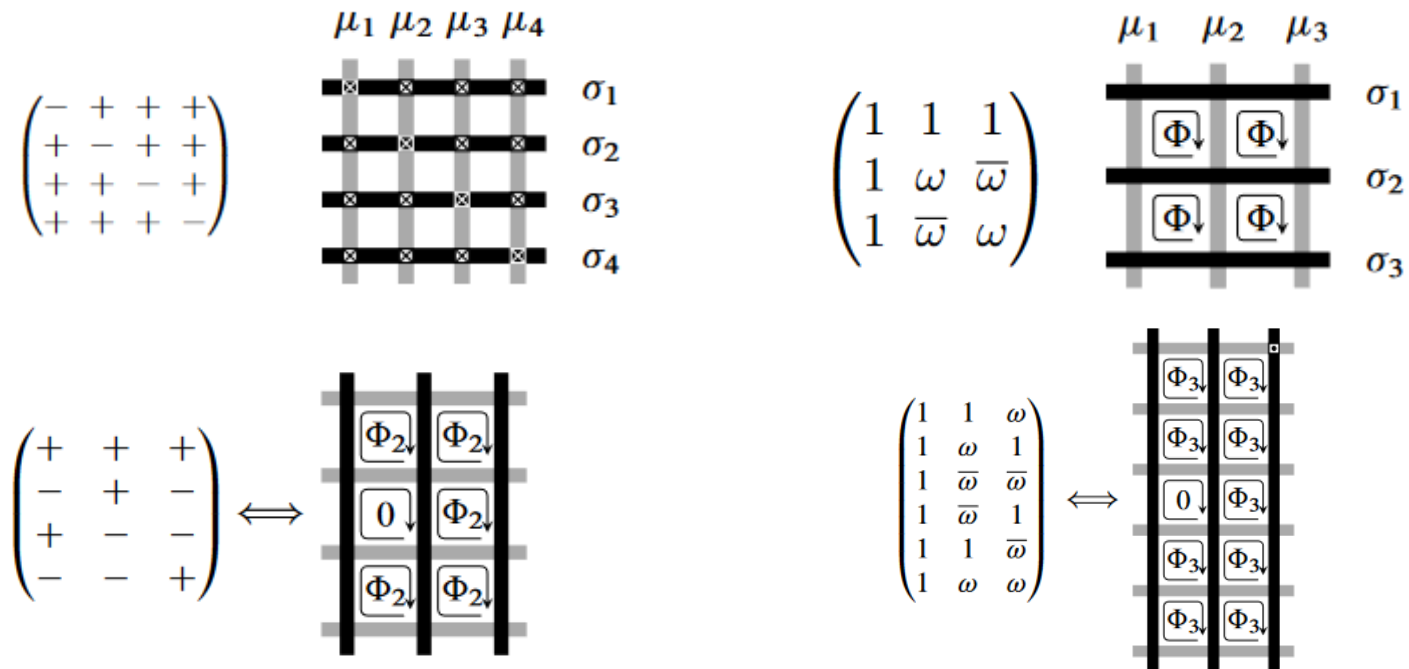 μ₁ μ₂ μ₃ μ₄
− + + +
+ − + +
+ + − +
+ + + −
σ₁
σ₂
σ₃
σ₄
μ₁ μ₂ μ₃
1 1 1
1 ω ω̅
1 ω̅ ω
Φ Φ
Φ Φ
σ₁
σ₂
σ₃
+ + +
− + −
+ − −
− − +
⟺
Φ₂ Φ₂
0 Φ₂
Φ₂ Φ₂
1 1 ω
1 ω 1
1 ω̅ ω̅
1 ω̅ 1
1 1 ω̅
1 ω ω
⟺
Φ₃ Φ₃
Φ₃ Φ₃
0 Φ₃
Φ₃ Φ₃
Φ₃ Φ₃